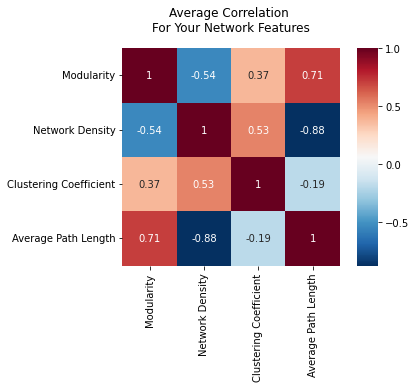 Average Correlation
For Your Network Features
Modularity
1 -0.54 0.37 0.71
Network Density
-0.54 1 0.53 -0.88
Clustering Coefficient
0.37 0.53 1 -0.19
Average Path Length
0.71 -0.88 -0.19 1
Modularity
Network Density
Clustering Coefficient
Average Path Length
1.0
0.5
0.0
−0.5